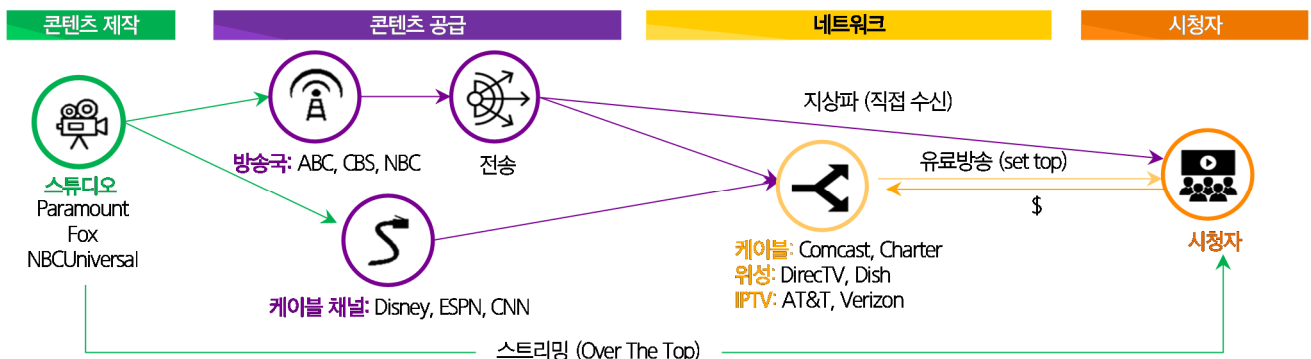 콘텐츠 제작
콘텐츠 공급
네트워크
시청자
지상파 (직접 수신)
방송국: ABC, CBS, NBC
전송
유료방송 (set top)
$
스튜디오
Paramount
Fox
NBCUniversal
시청자
케이블: Comcast, Charter
위성: DirecTV, Dish
IPTV: AT&T, Verizon
케이블 채널: Disney, ESPN, CNN
스트리밍 (Over The Top)